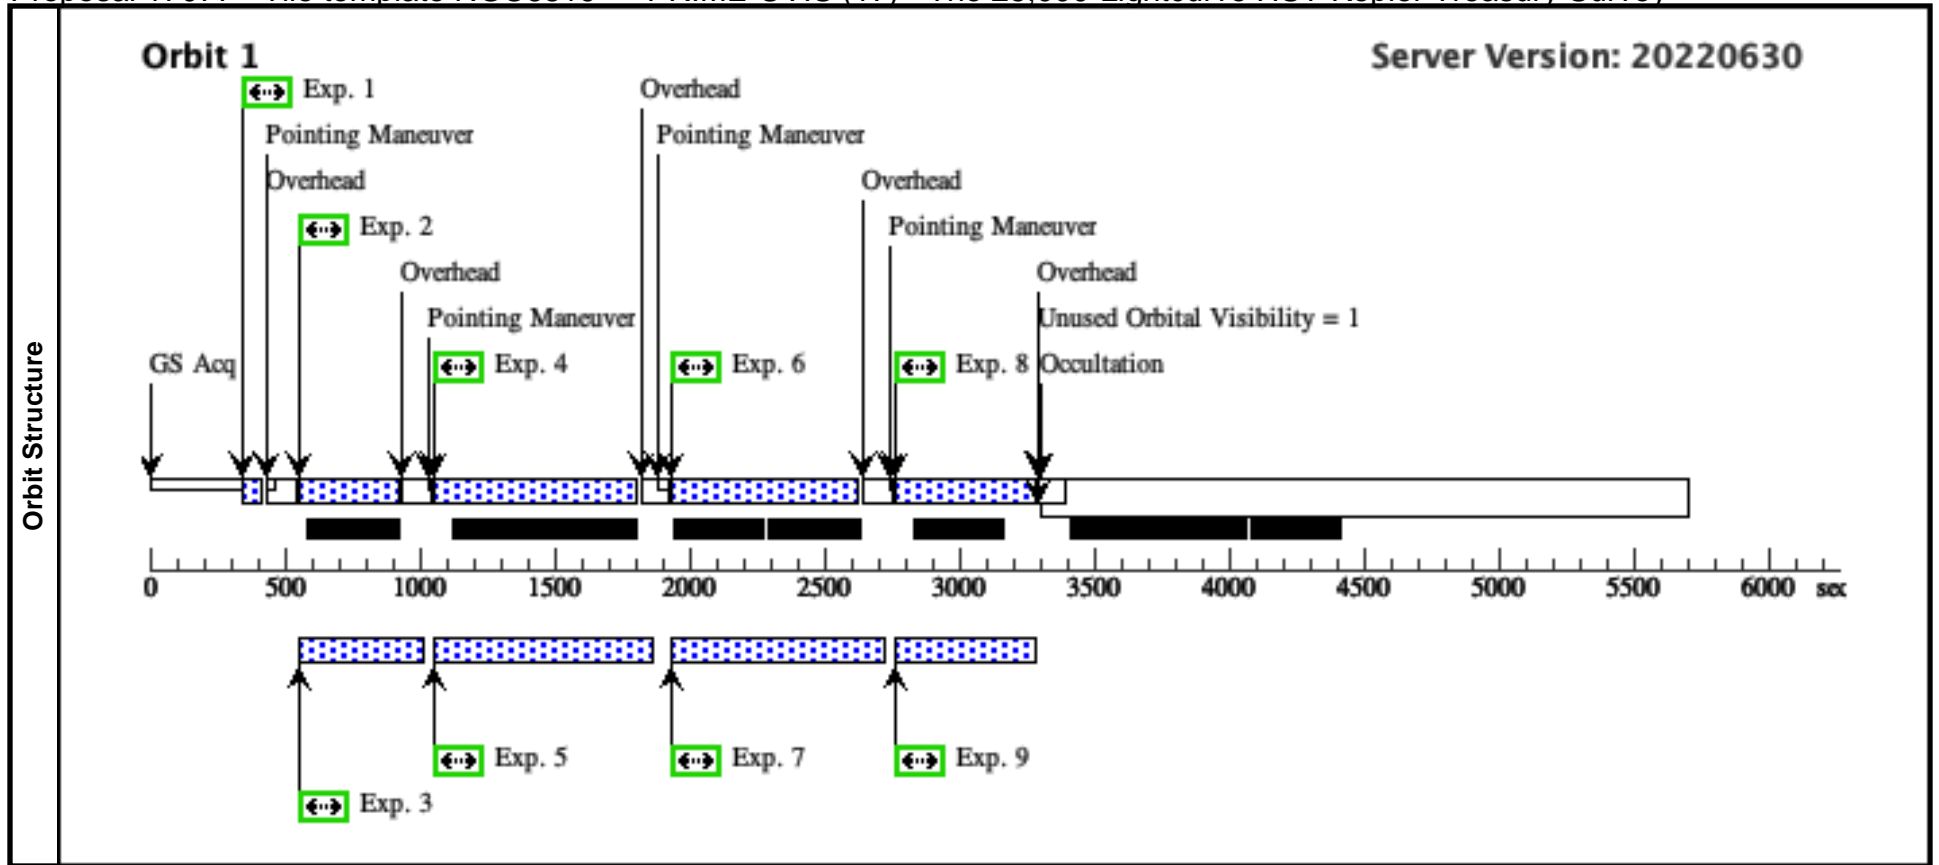 Orbit 1
Server Version: 20220630
Exp. 1
Overhead
Pointing Maneuver
Pointing Maneuver
Overhead
Overhead
Exp. 2
Pointing Maneuver
Overhead
Overhead
Pointing Maneuver
Unused Orbital Visibility = 1
GS Acq
Exp. 4
Exp. 6
Exp. 8
Occultation
Orbit Structure
0 500 1000 1500 2000 2500 3000 3500 4000 4500 5000 5500 6000 sec
Exp. 5
Exp. 7
Exp. 9
Exp. 3